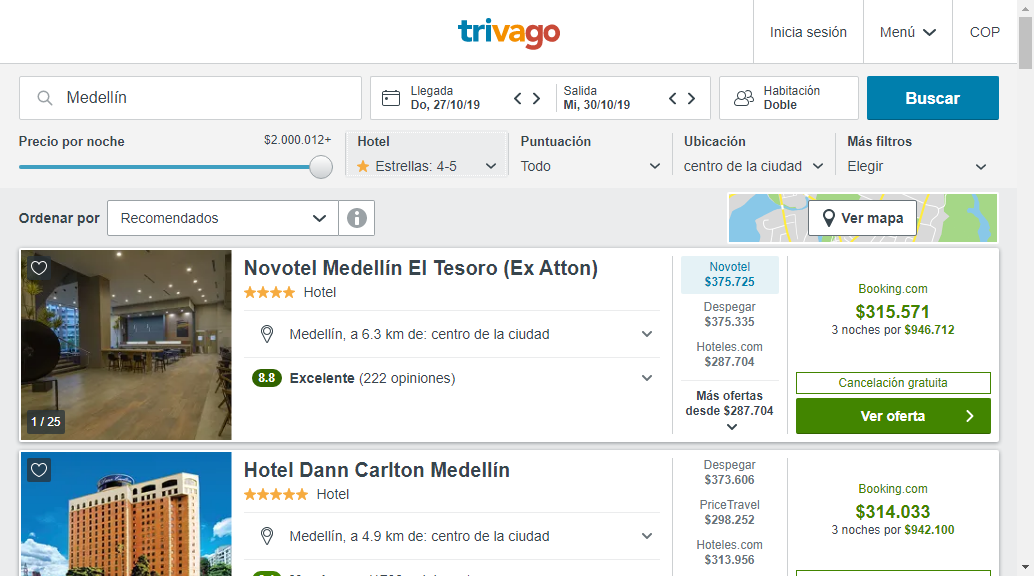 trivago
Inicia sesión
Menú
COP
Medellín
Llegada
Do, 27/10/19
Salida
Mi, 30/10/19
Habitación
Doble
Buscar
Precio por noche
$2.000.012+
Hotel
Estrellas: 4-5
Puntuación
Todo
Ubicación
centro de la ciudad
Más filtros
Elegir
Ordenar por
Recomendados
Ver mapa
1 / 25
Novotel Medellín El Tesoro (Ex Atton)
Hotel
Medellín, a 6.3 km de: centro de la ciudad
8.8 Excelente (222 opiniones)
Novotel
$375.725
Despegar
$375.335
Hoteles.com
$287.704
Más ofertas
desde $287.704
Booking.com
$315.571
3 noches por $946.712
Cancelación gratuita
Ver oferta
Hotel Dann Carlton Medellín
Hotel
Medellín, a 4.9 km de: centro de la ciudad
Despegar
$373.606
PriceTravel
$298.252
Hoteles.com
$313.956
Booking.com
$314.033
3 noches por $942.100